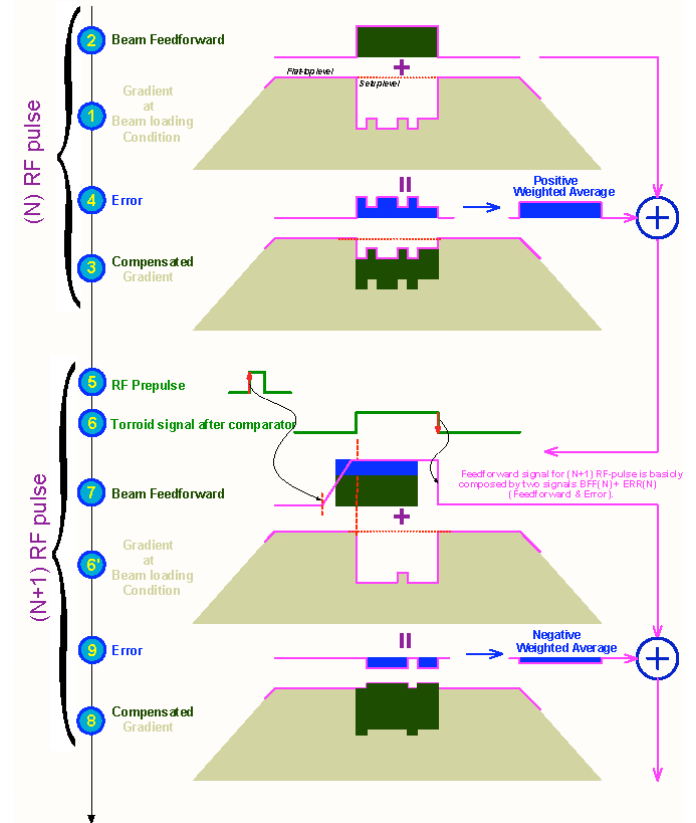 (N) RF pulse
2
Beam Feedforward
+
Flat-top level
Setup level
1
Gradient
at
Beam loading
Condition
=
4
Error
Positive
Weighted Average
+
3
Compensated
Gradient
(N+1) RF pulse
5
RF Prepulse
6
Torroid signal after comparator
7
Beam Feedforward
Feedforward signal for (N+1) RF-pulse is basicly
composed by two signals BFF(N)+ ERR(N)
(Feedforward & Error).
+
6'
Gradient
at
Beam loading
Condition
=
9
Error
Negative
Weighted Average
+
8
Compensated
Gradient